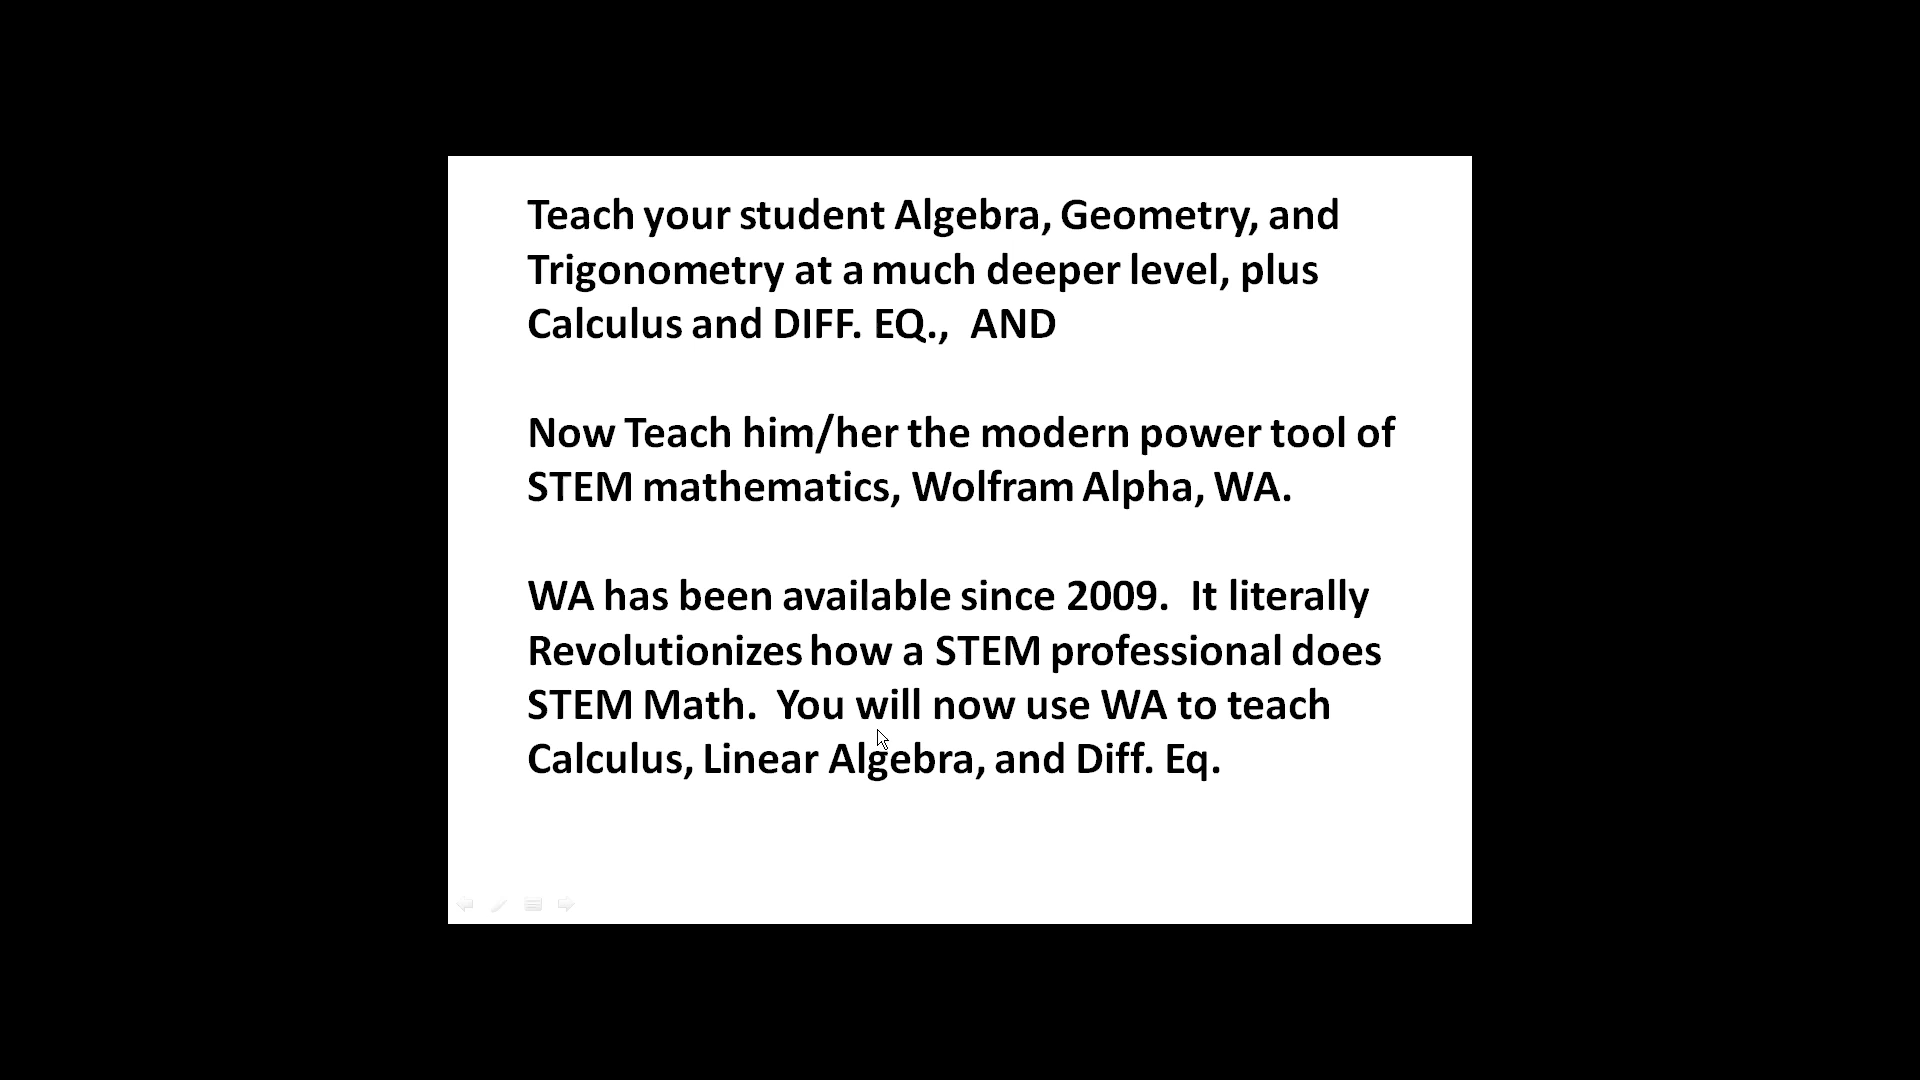 Teach your student Algebra, Geometry, and
Trigonometry at a much deeper level, plus
Calculus and DIFF. EQ.,  AND
Now Teach him/her the modern power tool of
STEM mathematics, Wolfram Alpha, WA.
WA has been available since 2009.  It literally
Revolutionizes how a STEM professional does
STEM Math.  You will now use WA to teach
Calculus, Linear Algebra, and Diff. Eq.